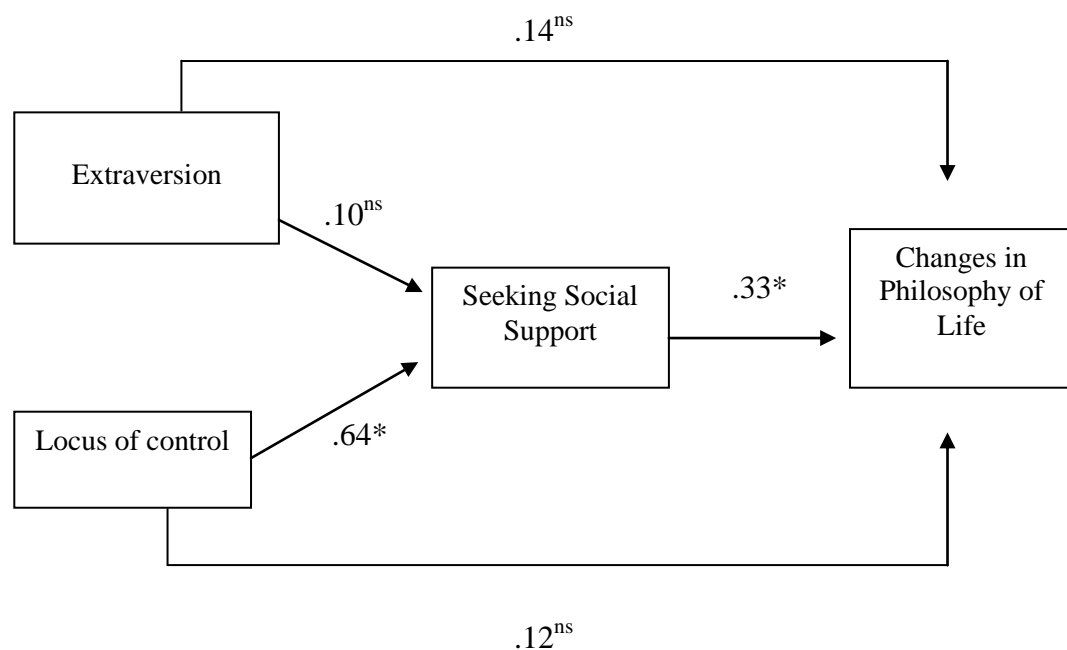 .14ns
Extraversion
.10ns
Seeking Social
Support
.33*
Changes in
Philosophy of
Life
Locus of control
.64*
.12ns